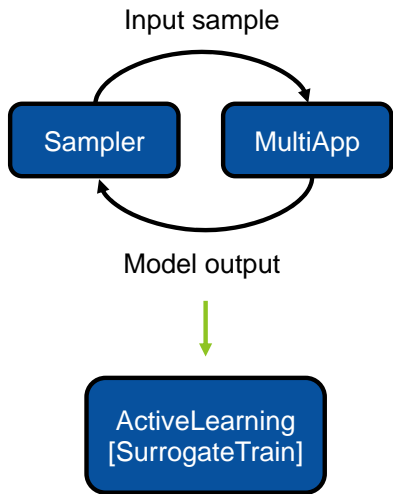 Input sample
Sampler
MultiApp
Model output
ActiveLearning
[SurrogateTrain]